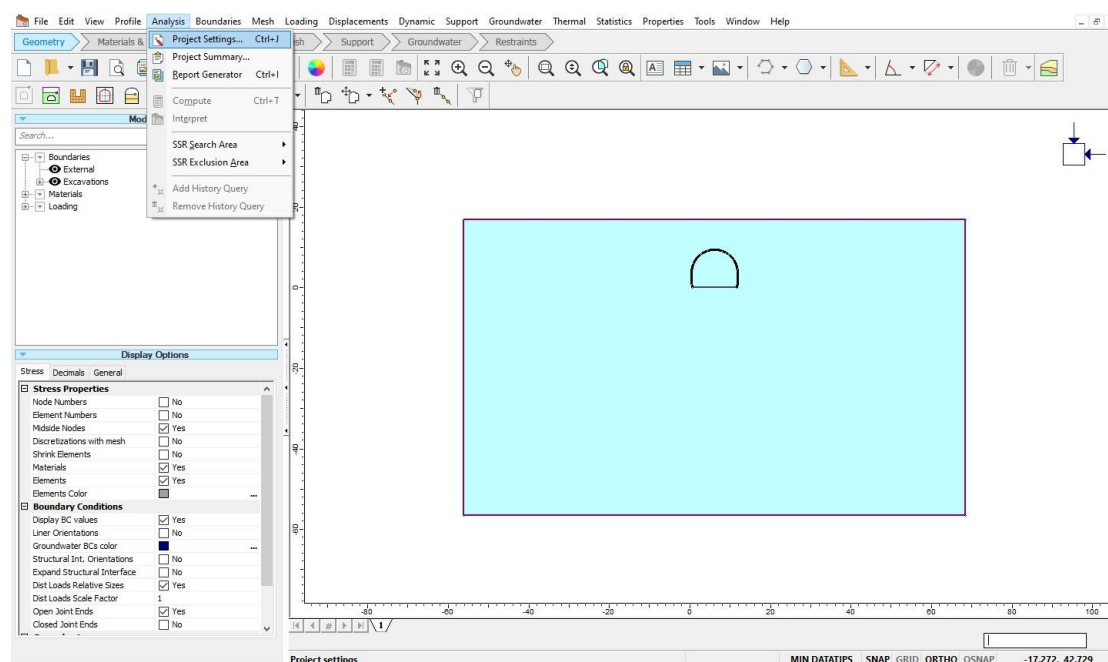 File Edit View Profile Analysis Boundaries Mesh Loading Displacements Dynamic Support Groundwater Thermal Statistics Properties Tools Window Help
Geometry Materials & sh Support Groundwater Restraints
Project Settings... Ctrl+J
Project Summary...
Report Generator Ctrl+I
Compute Ctrl+T
Interpret
SSR Search Area
SSR Exclusion Area
Add History Query
Remove History Query
Mod
Search...
Boundaries
External
Excavations
Materials
Loading
Display Options
Stress Decimals General
Stress Properties
Node Numbers No
Element Numbers No
Midside Nodes Yes
Discretizations with mesh No
Shrink Elements No
Materials Yes
Elements Yes
Elements Color ...
Boundary Conditions
Display BC values Yes
Liner Orientations No
Groundwater BCs color ...
Structural Int. Orientations No
Expand Structural Interface No
Dist Loads Relative Sizes Yes
Dist Loads Scale Factor 1
Open Joint Ends Yes
Closed Joint Ends No
-80 -60 -40 -20 0 20 40 60 80 100
1
Project settings
MIN DATATIPS SNAP GRID ORTHO OSNAP -17.272, 42.729